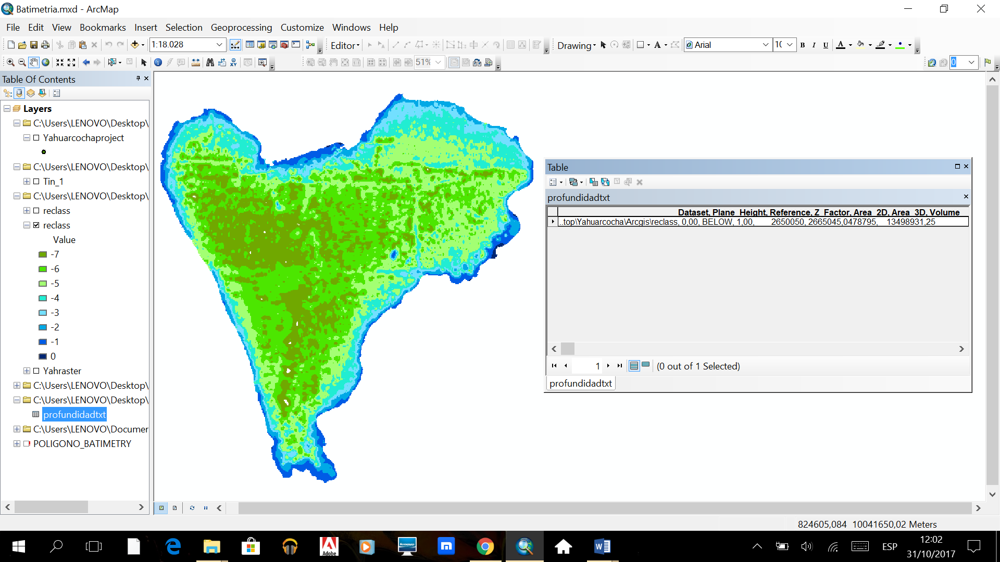 Batimetria.mxd - ArcMap
File Edit View Bookmarks Insert Selection Geoprocessing Customize Windows Help
1:18.028
Editor
Drawing
A
Arial
10
B I U A
51%
0
Table Of Contents
Layers
C:\Users\LENOVO\Desktop\
Yahuarcochaproject
C:\Users\LENOVO\Desktop\
Tin_1
C:\Users\LENOVO\Desktop\
reclass
reclass
Value
-7
-6
-5
-4
-3
-2
-1
0
Yahraster
C:\Users\LENOVO\Desktop\
C:\Users\LENOVO\Desktop\
profundidadtxt
C:\Users\LENOVO\Documen
POLIGONO_BATIMETRY
Table
profundidadtxt
Dataset, Plane_Height, Reference, Z_Factor, Area_2D, Area_3D, Volume
..top\Yahuarcocha\Arcgis\reclass, 0,00, BELOW, 1,00, 2650050, 2665045,0478795, 13498931,25
1
(0 out of 1 Selected)
profundidadtxt
824605,084 10041650,02 Meters
Adobe
lenovo
ESP
12:02
31/10/2017